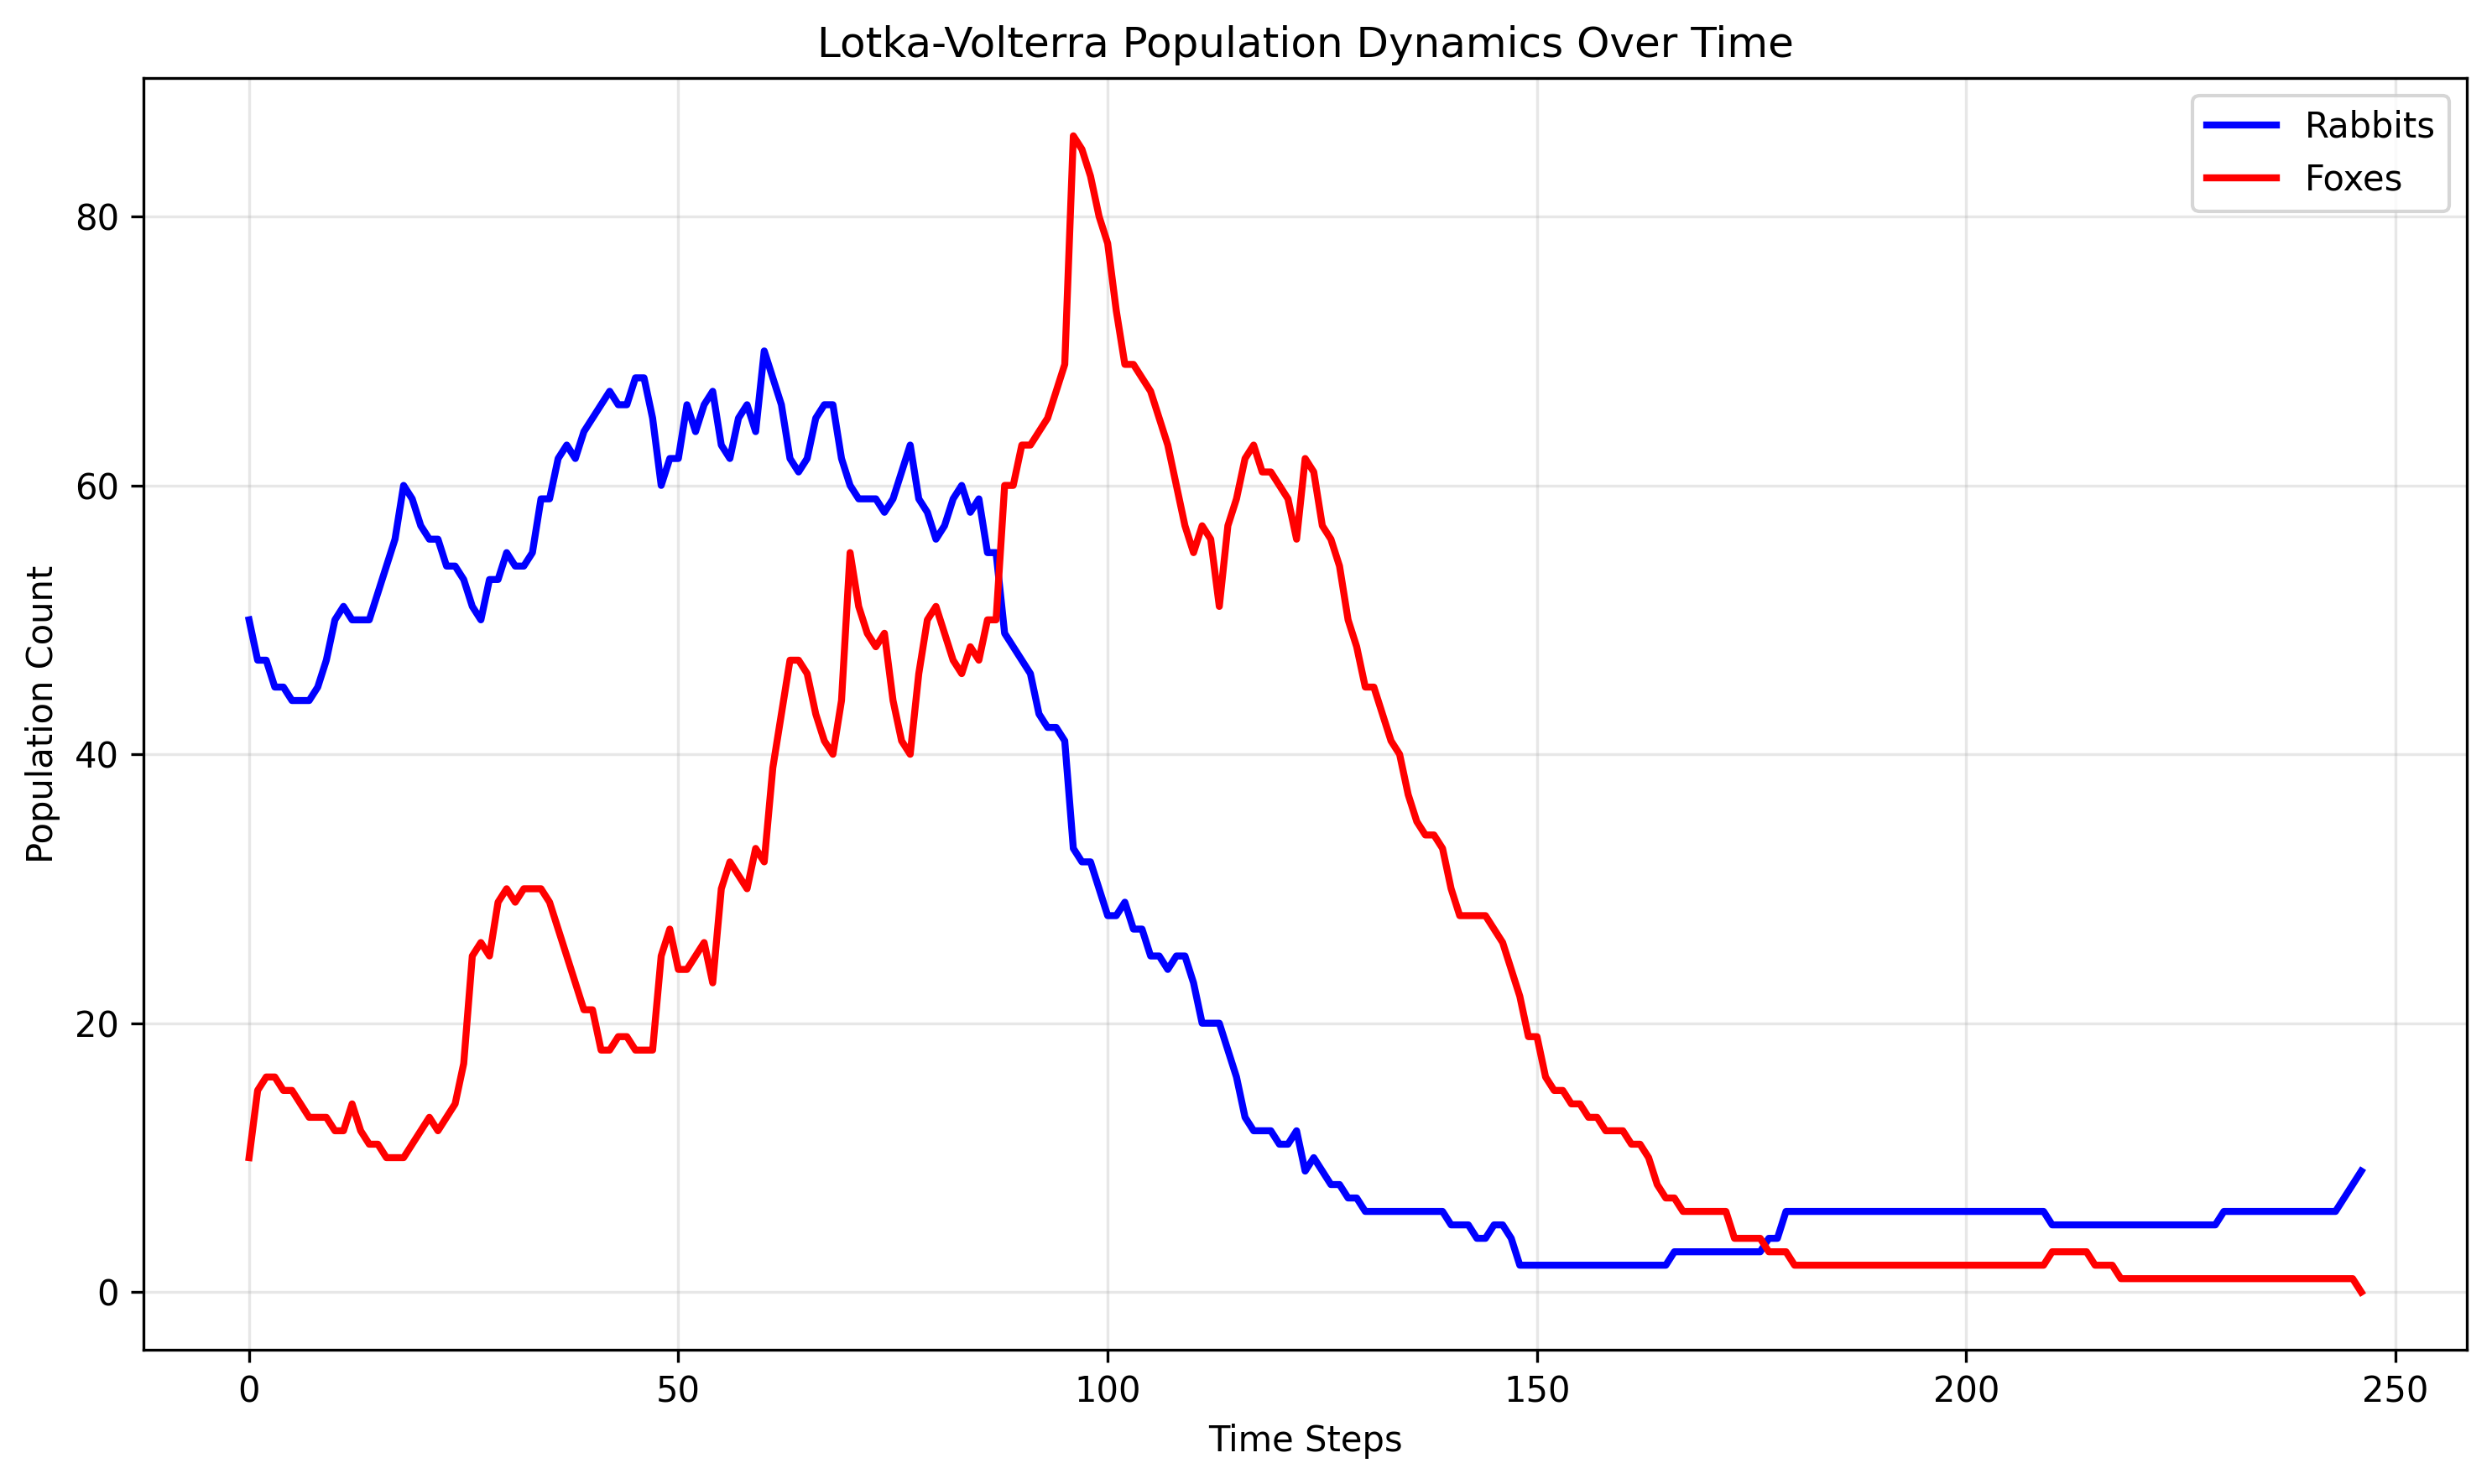 Lotka-Volterra Population Dynamics Over Time
Rabbits
Foxes
Population Count
80
60
40
20
0
0 50 100 150 200 250
Time Steps